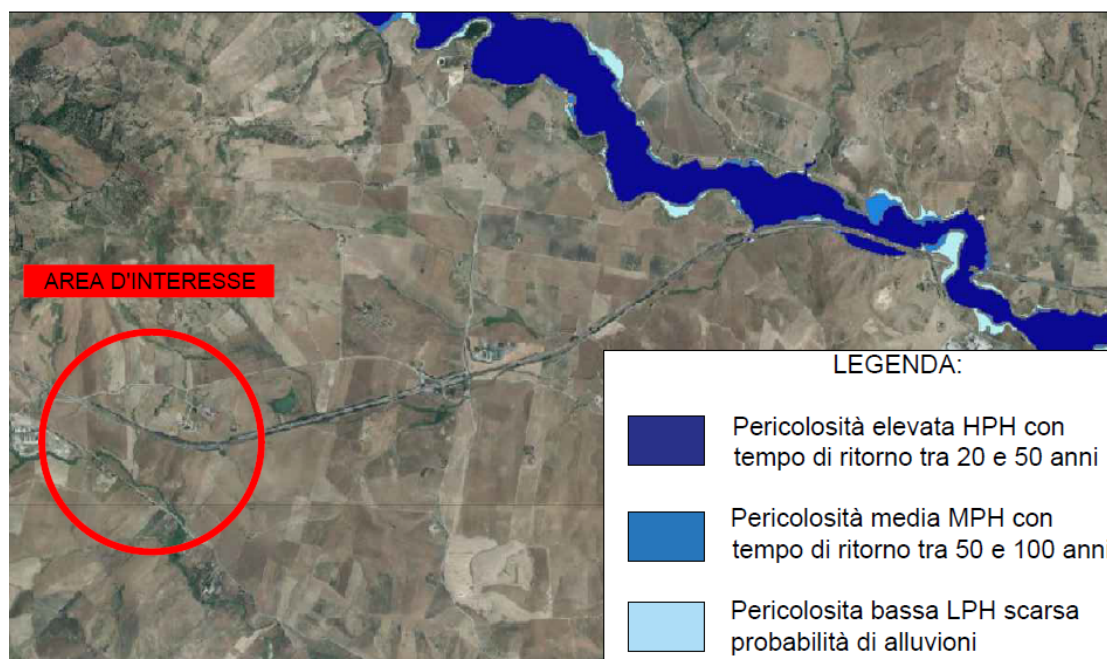 AREA D'INTERESSE
LEGENDA:
Pericolosità elevata HPH con
tempo di ritorno tra 20 e 50 anni
Pericolosità media MPH con
tempo di ritorno tra 50 e 100 anni
Pericolosita bassa LPH scarsa
probabilità di alluvioni